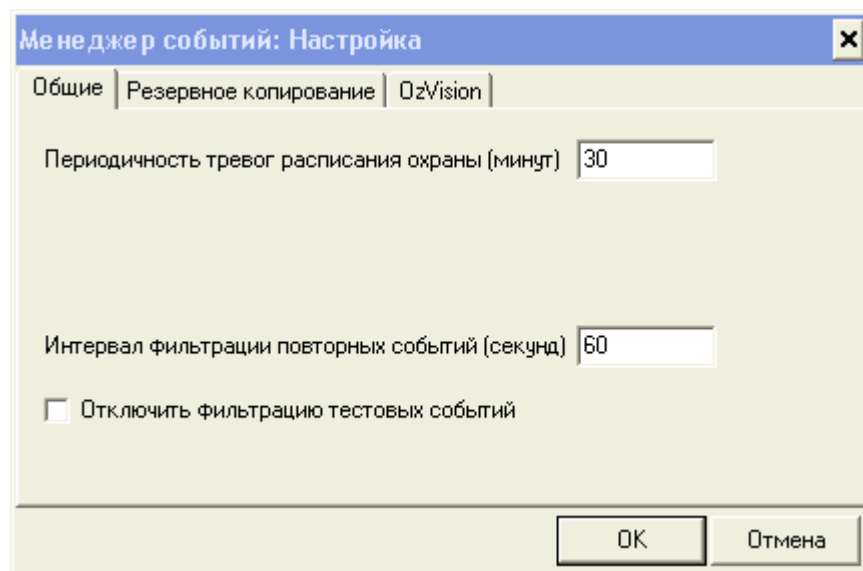 Менеджер событий: Настройка
Общие Резервное копирование OzVision
Периодичность тревог расписания охраны (минут) 30
Интервал фильтрации повторных событий (секунд) 60
Отключить фильтрацию тестовых событий
OK Отмена